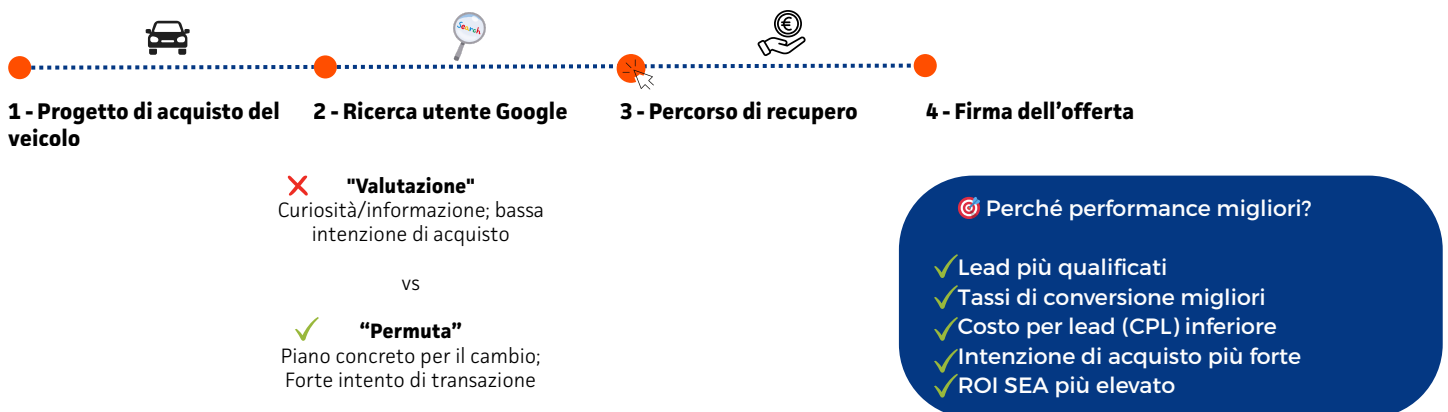 Search
€
1 - Progetto di acquisto del
veicolo
2 - Ricerca utente Google
3 - Percorso di recupero
4 - Firma dell’offerta
"Valutazione"
Curiosità/informazione; bassa
intenzione di acquisto
vs
“Permuta”
Piano concreto per il cambio;
Forte intento di transazione
Perché performance migliori?
Lead più qualificati
Tassi di conversione migliori
Costo per lead (CPL) inferiore
Intenzione di acquisto più forte
ROI SEA più elevato